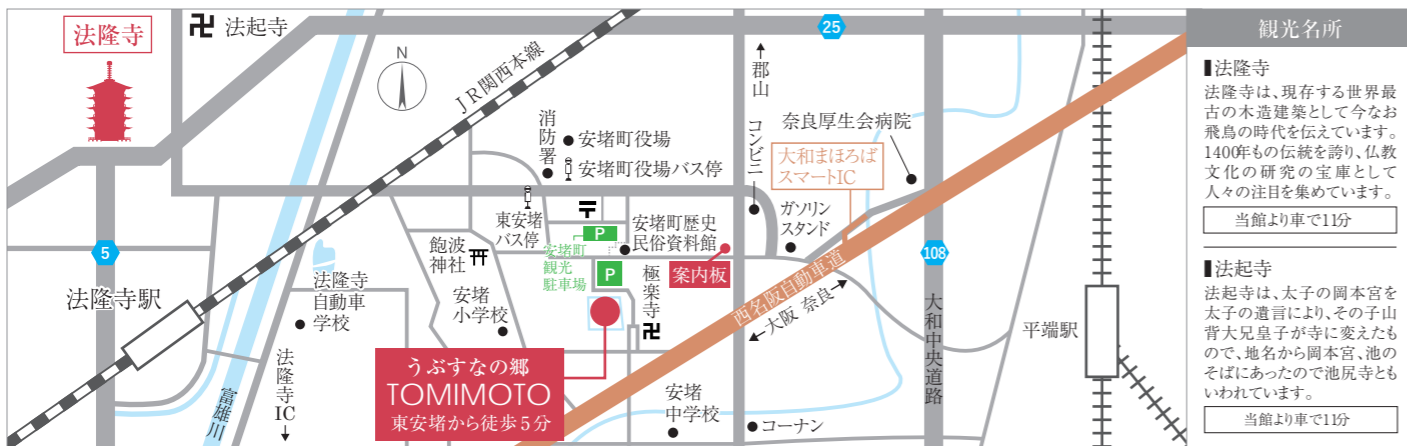 法隆寺
法起寺
N
JR関西本線
25
↑郡山
コンビニ
奈良厚生会病院
消防署
安堵町役場
安堵町役場バス停
大和まほろば
スマートIC
東安堵
バス停
〒
P
安堵町歴史
民俗資料館
ガソリン
スタンド
5
法隆寺駅
飽波
神社
安堵町
観光
駐車場
P
極楽寺
案内板
西名阪自動車道
←大阪 奈良→
108
大和中央道路
平端駅
法隆寺
自動車
学校
安堵
小学校
法隆寺IC↓
富雄川
うぶすなの郷
TOMIMOTO
東安堵から徒歩5分
安堵
中学校
コーナン
観光名所
▮法隆寺
法隆寺は、現存する世界最
古の木造建築として今なお
飛鳥の時代を伝えています。
1400年もの伝統を誇り、仏教
文化の研究の宝庫として
人々の注目を集めています。
当館より車で11分
▮法起寺
法起寺は、太子の岡本宮を
太子の遺言により、その子山
背大兄皇子が寺に変えたも
ので、地名から岡本宮、池の
そばにあったので池尻寺とも
いわれています。
当館より車で11分